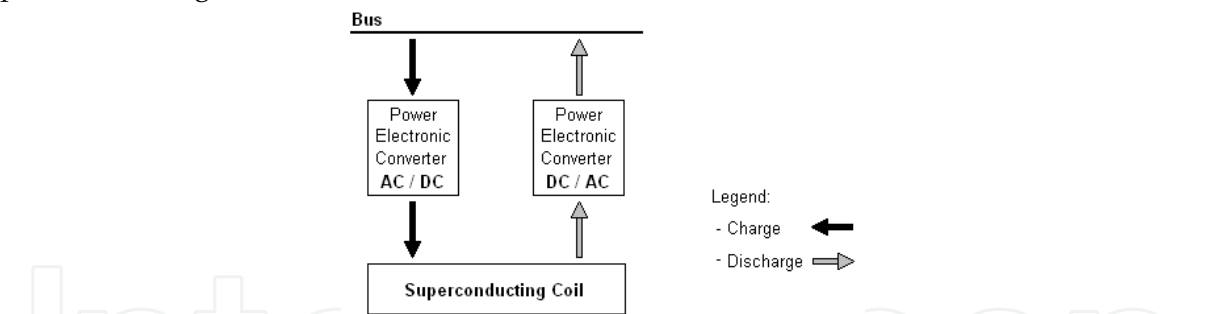 Bus
Power
Electronic
Converter
AC / DC
Power
Electronic
Converter
DC / AC
Superconducting Coil
Legend:
- Charge
- Discharge